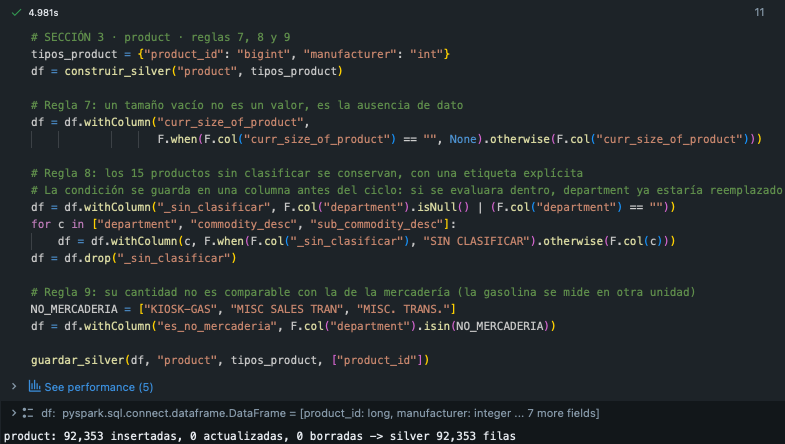 4.981s
11
# SECCIÓN 3 · product · reglas 7, 8 y 9
tipos_product = {"product_id": "bigint", "manufacturer": "int"}
df = construir_silver("product", tipos_product)
# Regla 7: un tamaño vacío no es un valor, es la ausencia de dato
df = df.withColumn("curr_size_of_product",
F.when(F.col("curr_size_of_product") == "", None).otherwise(F.col("curr_size_of_product")))
# Regla 8: los 15 productos sin clasificar se conservan, con una etiqueta explícita
# La condición se guarda en una columna antes del ciclo: si se evaluara dentro, department ya estaría reemplazado
df = df.withColumn("_sin_clasificar", F.col("department").isNull() | (F.col("department") == ""))
for c in ["department", "commodity_desc", "sub_commodity_desc"]:
df = df.withColumn(c, F.when(F.col("_sin_clasificar"), "SIN CLASIFICAR").otherwise(F.col(c)))
df = df.drop("_sin_clasificar")
# Regla 9: su cantidad no es comparable con la de la mercadería (la gasolina se mide en otra unidad)
NO_MERCADERIA = ["KIOSK-GAS", "MISC SALES TRAN", "MISC. TRANS."]
df = df.withColumn("es_no_mercaderia", F.col("department").isin(NO_MERCADERIA))
guardar_silver(df, "product", tipos_product, ["product_id"])
See performance (5)
df: pyspark.sql.connect.dataframe.DataFrame = [product_id: long, manufacturer: integer ... 7 more fields]
product: 92,353 insertadas, 0 actualizadas, 0 borradas -> silver 92,353 filas